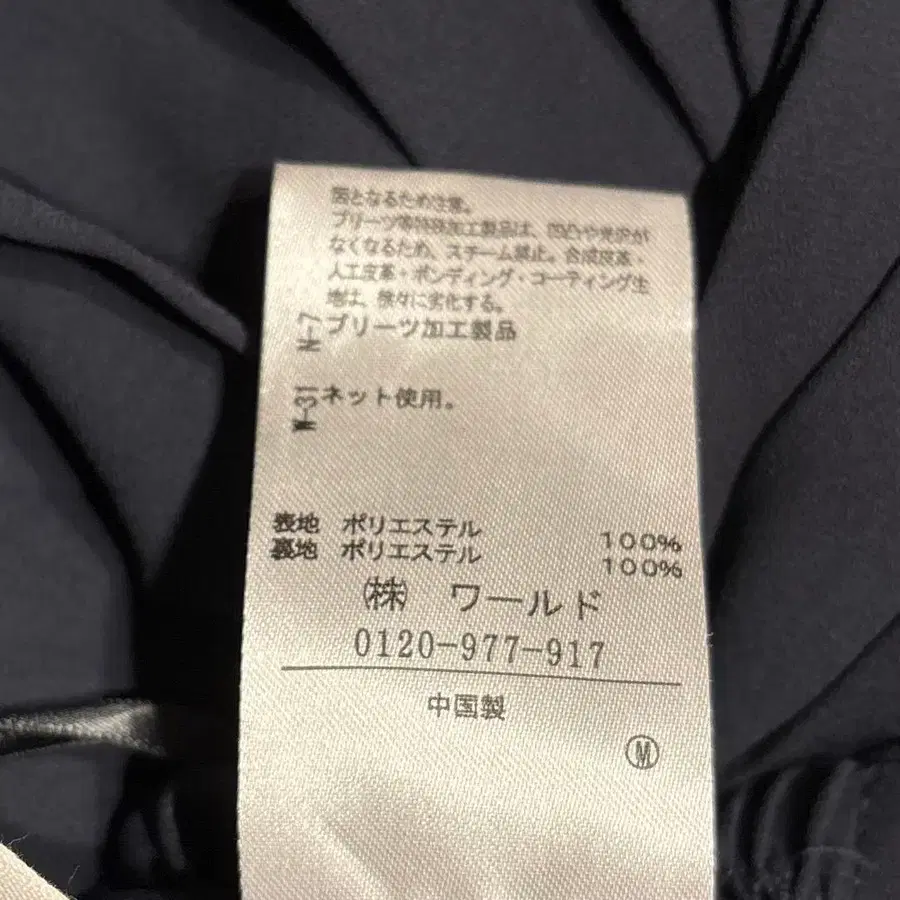 因となるため注意。
プリーツ等特殊加工製品は、凹凸や光沢が
なくなるため、スチーム禁止。合成皮革・
人工皮革・ボンディング・コーティング生
地は、徐々に劣化する。
N-7 プリーツ加工製品
W-31 ネット使用。
表地 ポリエステル 100%
裏地 ポリエステル 100%
㈱ ワールド
0120-977-917
中国製
Ⓜ